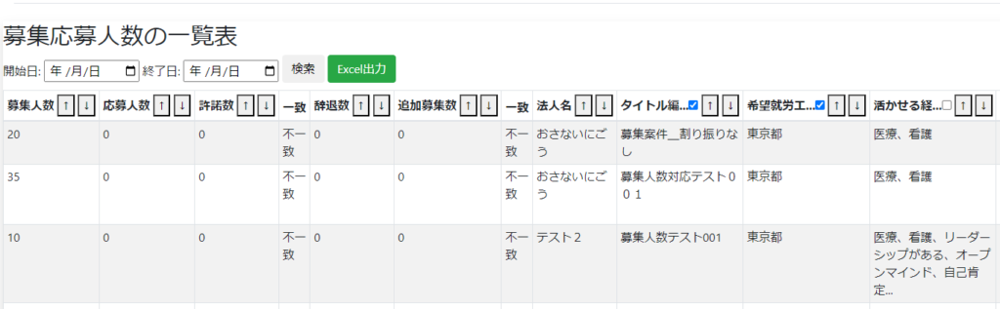 募集応募人数の一覧表
開始日: 年 /月/日 終了日: 年 /月/日 検索 Excel出力
募集人数 ↑ ↓ 応募人数 ↑ ↓ 許諾数 ↑ ↓ 一致 辞退数 ↑ ↓ 追加募集数 ↑ ↓ 一致 法人名 ↑ ↓ タイトル編... ↑ ↓ 希望就労エ... ↑ ↓ 活かせる経... ↑ ↓
20 0 0 不一 0 0 不一 おさないにご 募集案件__割り振りな 東京都 医療、看護
致 致 う し
35 0 0 不一 0 0 不一 おさないにご 募集人数対応テスト０ 東京都 医療、看護
致 致 う ０１
10 0 0 不一 0 0 不一 テスト２ 募集人数テスト001 東京都 医療、看護、リーダー
致 致 シップがある、オープ
ンマインド、自己肯
定...